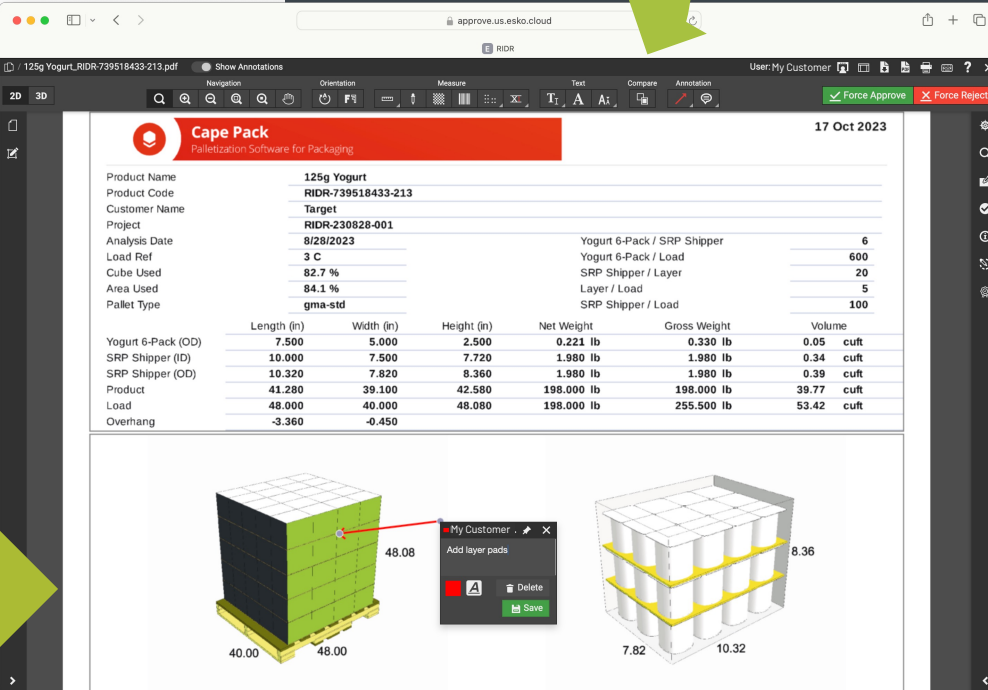 approve.us.esko.cloud
E RIDR
/ 125g Yogurt_RIDR-739518433-213.pdf Show Annotations User: My Customer
Navigation Orientation Measure Text Compare Annotation
2D 3D Force Approve Force Reject
Cape Pack
Palletization Software for Packaging
17 Oct 2023
Product Name 125g Yogurt
Product Code RIDR-739518433-213
Customer Name Target
Project RIDR-230828-001
Analysis Date 8/28/2023 Yogurt 6-Pack / SRP Shipper 6
Load Ref 3 C Yogurt 6-Pack / Load 600
Cube Used 82.7 % SRP Shipper / Layer 20
Area Used 84.1 % Layer / Load 5
Pallet Type gma-std SRP Shipper / Load 100
Length (in) Width (in) Height (in) Net Weight Gross Weight Volume
Yogurt 6-Pack (OD) 7.500 5.000 2.500 0.221 lb 0.330 lb 0.05 cuft
SRP Shipper (ID) 10.000 7.500 7.720 1.980 lb 1.980 lb 0.34 cuft
SRP Shipper (OD) 10.320 7.820 8.360 1.980 lb 1.980 lb 0.39 cuft
Product 41.280 39.100 42.580 198.000 lb 198.000 lb 39.77 cuft
Load 48.000 40.000 48.080 198.000 lb 255.500 lb 53.42 cuft
Overhang -3.360 -0.450
My Customer .
Add layer pads
A Delete
Save
48.08
40.00 48.00
8.36
7.82 10.32